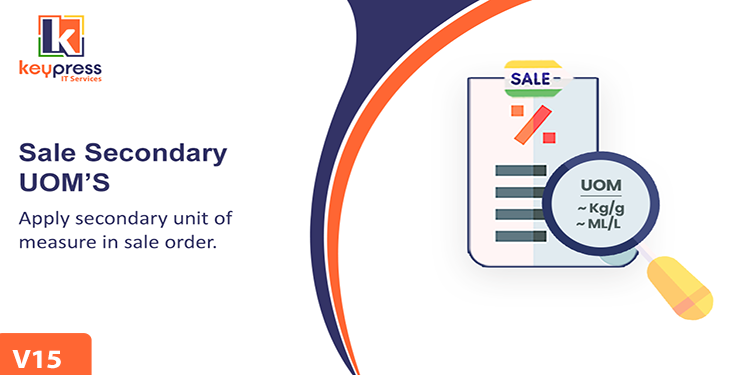 k
keypress
IT Services
Sale Secondary
UOM'S
Apply secondary unit of
measure in sale order.
V15
SALE
%
UOM
~ Kg/g
~ ML/L